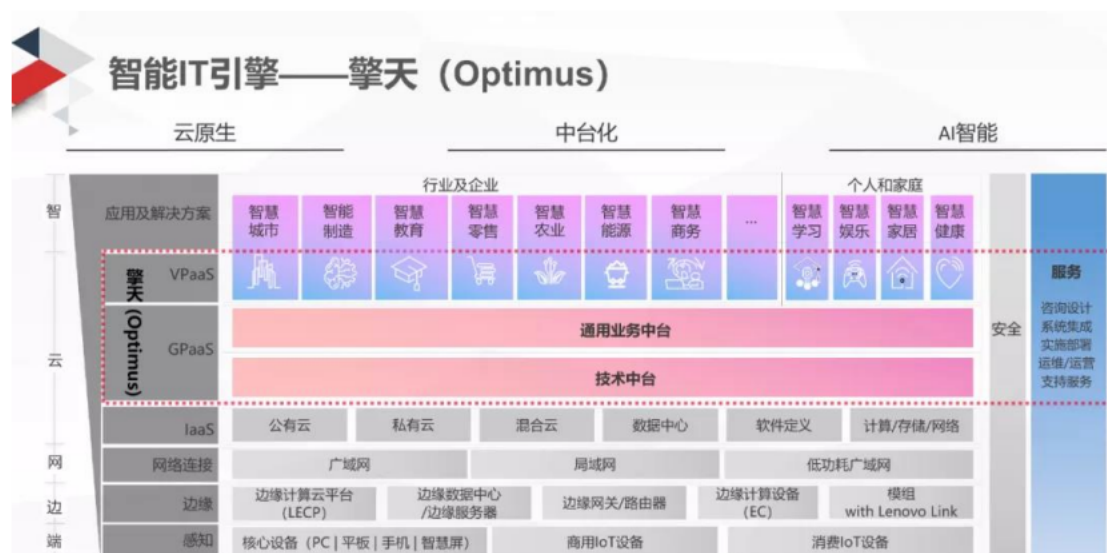 智能IT引擎——擎天（Optimus）
云原生
中台化
AI智能
智
云
网
边
端
应用及解决方案
行业及企业
个人和家庭
智慧
城市
智能
制造
智慧
教育
智慧
零售
智慧
农业
智慧
能源
智慧
商务
...
智慧
学习
智慧
娱乐
智慧
家居
智慧
健康
擎天（Optimus）
VPaaS
GPaaS
通用业务中台
技术中台
IaaS
公有云
私有云
混合云
数据中心
软件定义
计算/存储/网络
网络连接
广域网
局域网
低功耗广域网
边缘
边缘计算云平台
(LECP)
边缘数据中心
/边缘服务器
边缘网关/路由器
边缘计算设备
(EC)
模组
with Lenovo Link
感知
核心设备（PC | 平板 | 手机 | 智慧屏）
商用IoT设备
消费IoT设备
安全
服务
咨询设计
系统集成
实施部署
运维/运营
支持服务